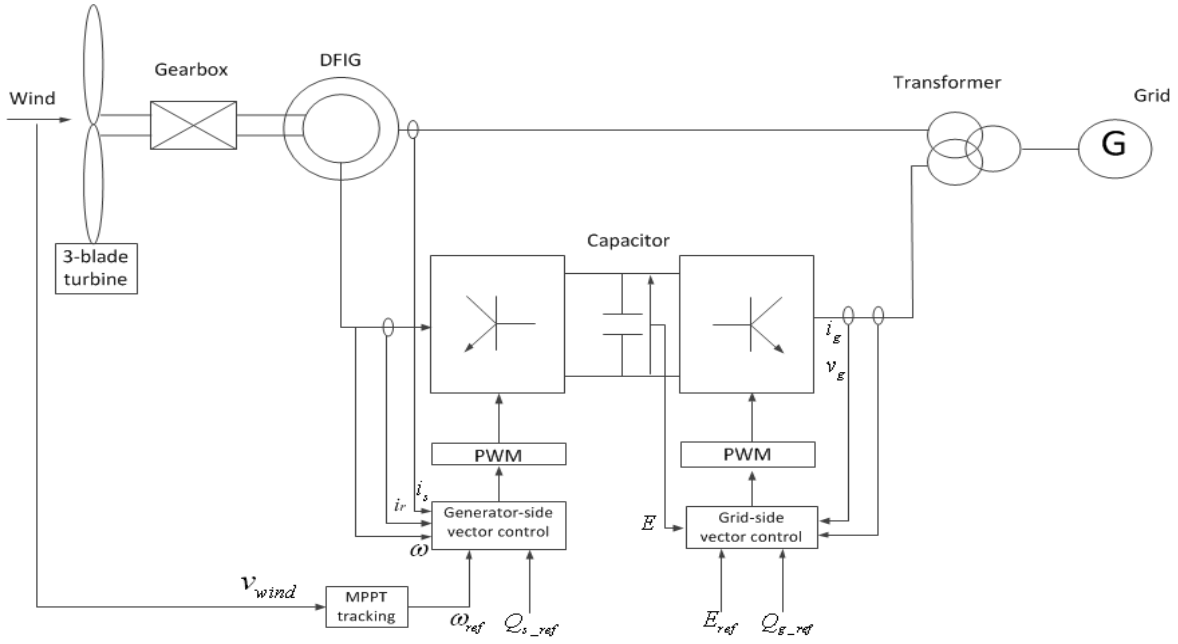 DFIG
Gearbox
Transformer
Wind
Grid
G
3-blade
turbine
Capacitor
i_g
v_g
PWM
PWM
i_s
i_r
Generator-side
vector control
E
Grid-side
vector control
ω
v_wind
MPPT
tracking
ω_ref
Q_s_ref
E_ref
Q_g_ref